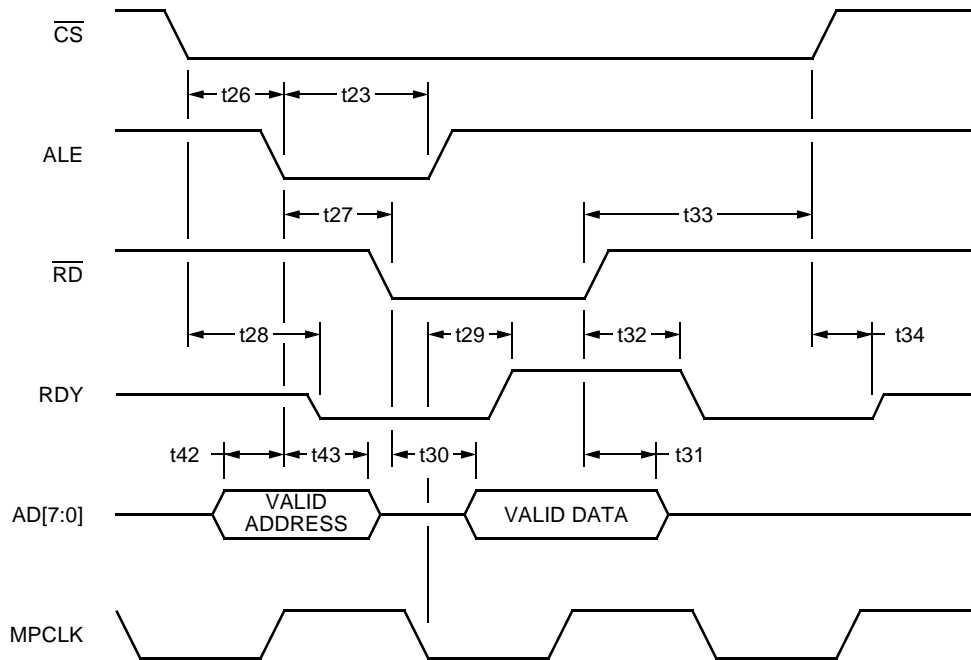 CS
t26
t23
ALE
t27
t33
RD
t28
t29
t32
t34
RDY
t42
t43
t30
t31
AD[7:0]
VALID
ADDRESS
VALID DATA
MPCLK